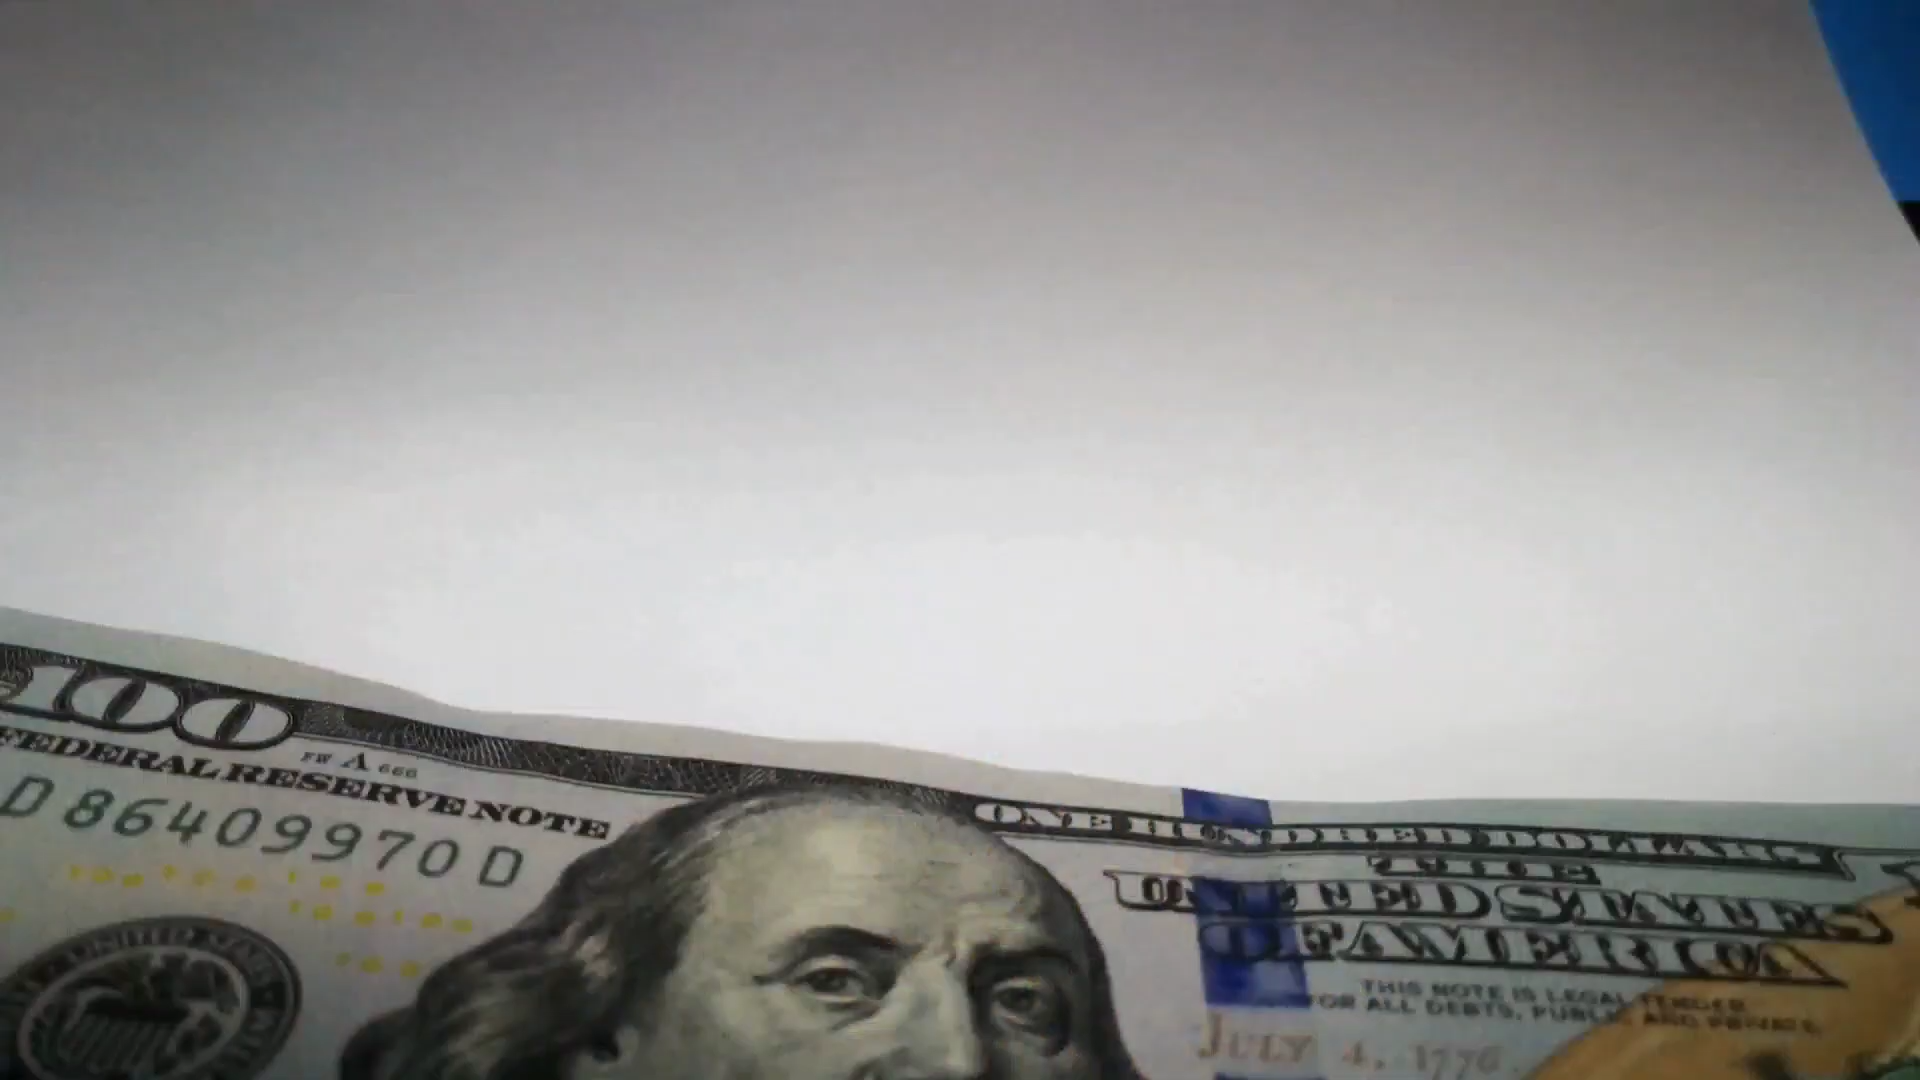 100
FW A 666
FEDERAL RESERVE NOTE
D 86409970 D
ONE HUNDRED DOLLARS
THE
UNITED STATES
OF AMERICA
THIS NOTE IS LEGAL TENDER
FOR ALL DEBTS, PUBLIC AND PRIVATE
JULY 4, 1776